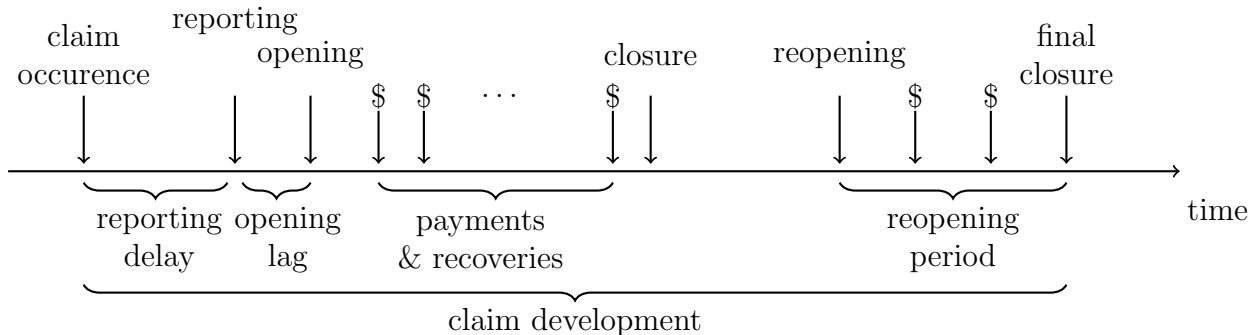 claim
occurence
reporting
opening
$
$
...
$
closure
reopening
$
$
final
closure
reporting
delay
opening
lag
payments
& recoveries
reopening
period
time
claim development